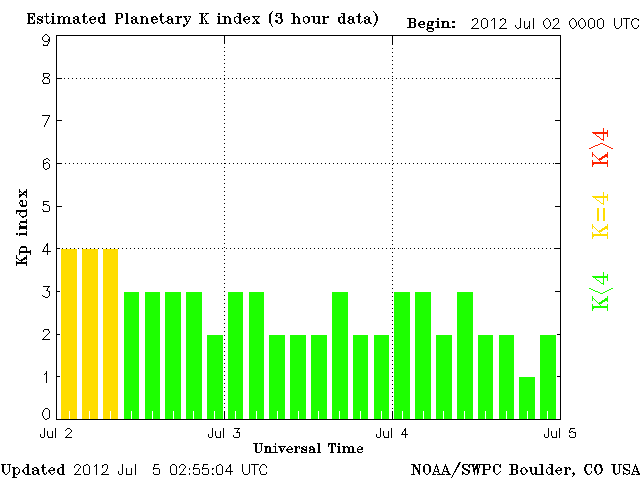 Estimated Planetary K index (3 hour data) Begin: 2012 Jul 02 0000 UTC
9
8
7
6
5
4
3
2
1
0
Kp index
K>4
K=4
K<4
Jul 2 Jul 3 Jul 4 Jul 5
Universal Time
Updated 2012 Jul 5 02:55:04 UTC NOAA/SWPC Boulder, CO USA